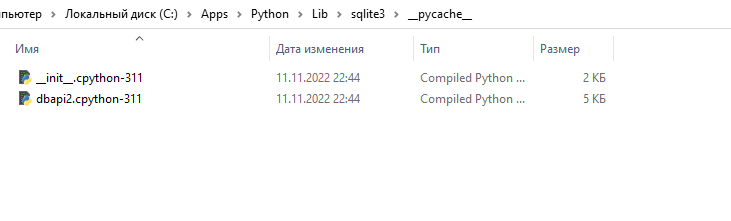 пьютер > Локальный диск (C:) > Apps > Python > Lib > sqlite3 > __pycache__
Имя Дата изменения Тип Размер
__init__.cpython-311 11.11.2022 22:44 Compiled Python ... 2 КБ
dbapi2.cpython-311 11.11.2022 22:44 Compiled Python ... 5 КБ